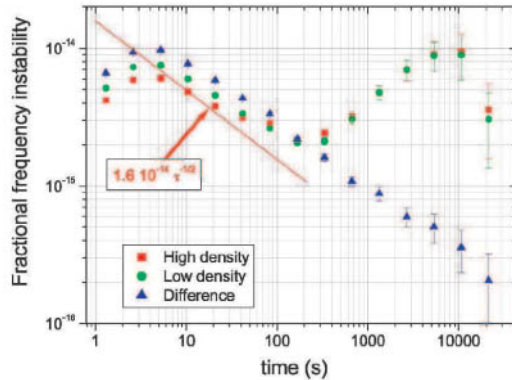 Fractional frequency instability
10⁻¹⁴
10⁻¹⁵
10⁻¹⁶
1.6 10⁻¹⁴ τ⁻¹/²
High density
Low density
Difference
1 10 100 1000 10000
time (s)